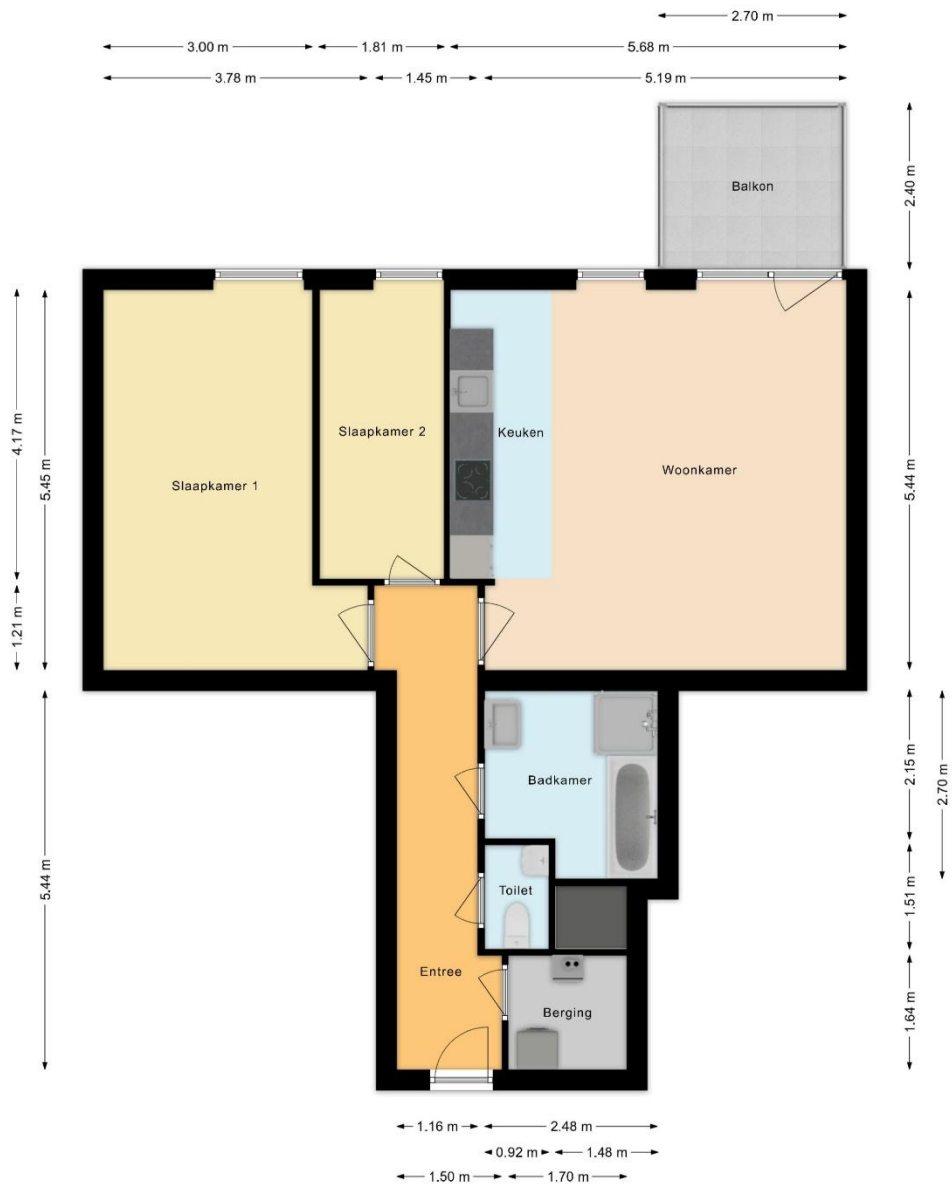 2.70 m
3.00 m
1.81 m
5.68 m
3.78 m
1.45 m
5.19 m
2.40 m
Balkon
4.17 m
5.45 m
Slaapkamer 1
Slaapkamer 2
Keuken
Woonkamer
5.44 m
1.21 m
5.44 m
Badkamer
2.15 m
2.70 m
Toilet
1.51 m
Entree
Berging
1.64 m
1.16 m
2.48 m
0.92 m
1.48 m
1.50 m
1.70 m